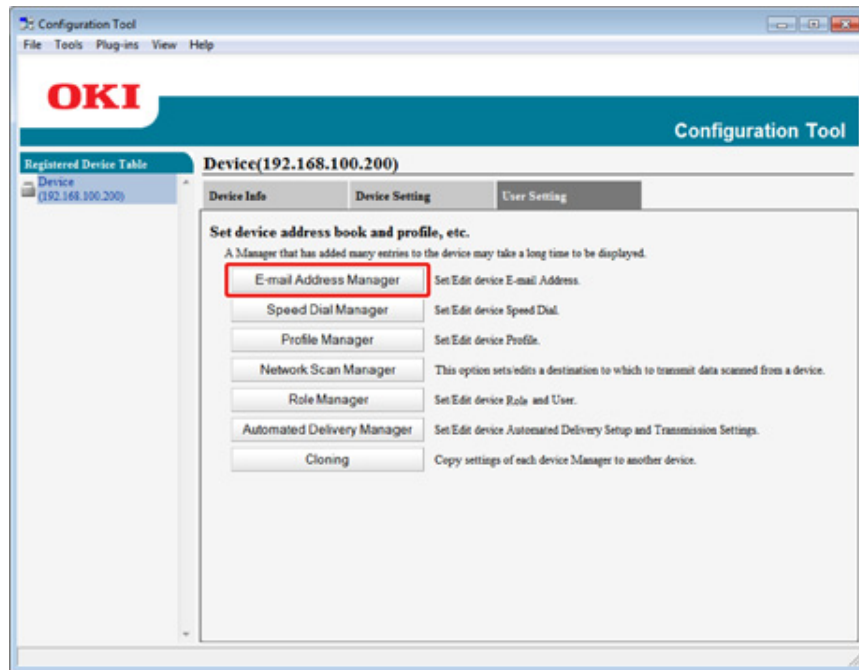 Configuration Tool
File Tools Plug-ins View Help
OKI
Configuration Tool
Registered Device Table
Device
(192.168.100.200)
Device(192.168.100.200)
Device Info Device Setting User Setting
Set device address book and profile, etc.
A Manager that has added many entries to the device may take a long time to be displayed.
E-mail Address Manager Set/Edit device E-mail Address.
Speed Dial Manager Set/Edit device Speed Dial.
Profile Manager Set/Edit device Profile.
Network Scan Manager This option sets/edits a destination to which to transmit data scanned from a device.
Role Manager Set/Edit device Role and User.
Automated Delivery Manager Set/Edit device Automated Delivery Setup and Transmission Settings.
Cloning Copy settings of each device Manager to another device.